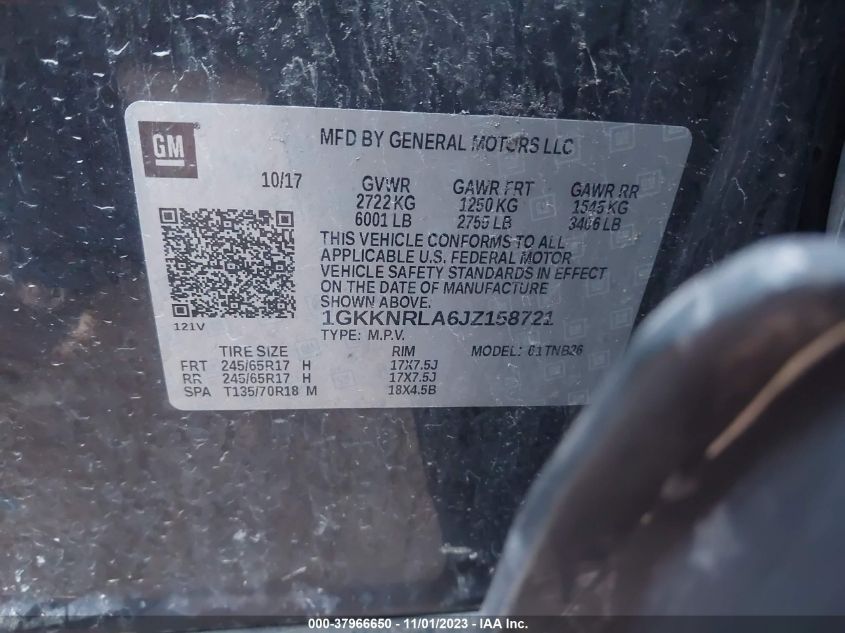 GM
MFD BY GENERAL MOTORS LLC
10/17 GVWR GAWR FRT GAWR RR
2722 KG 1250 KG 1545 KG
6001 LB 2755 LB 3406 LB
THIS VEHICLE CONFORMS TO ALL
APPLICABLE U.S. FEDERAL MOTOR
VEHICLE SAFETY STANDARDS IN EFFECT
ON THE DATE OF MANUFACTURE
SHOWN ABOVE.
121V 1GKKNRLA6JZ158721
TYPE: M.P.V.
TIRE SIZE RIM MODEL: 61TNB26
FRT 245/65R17 H 17X7.5J
RR 245/65R17 H 17X7.5J
SPA T135/70R18 M 18X4.5B
000-37966650 - 11/01/2023 - IAA Inc.